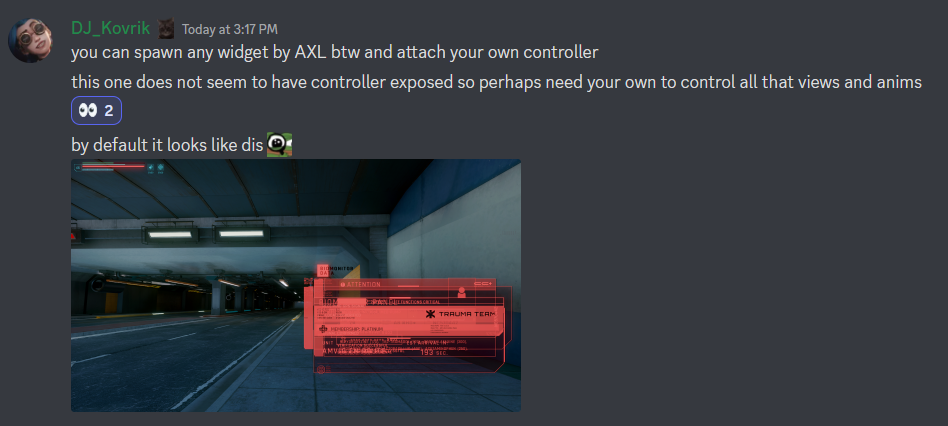 DJ_Kovrik Today at 3:17 PM
you can spawn any widget by AXL btw and attach your own controller
this one does not seem to have controller exposed so perhaps need your own to control all that views and anims
2
by default it looks like dis
ATTENTION
TRAUMA TEAM
MEMBERSHIP: PLATINUM
193 SEC.